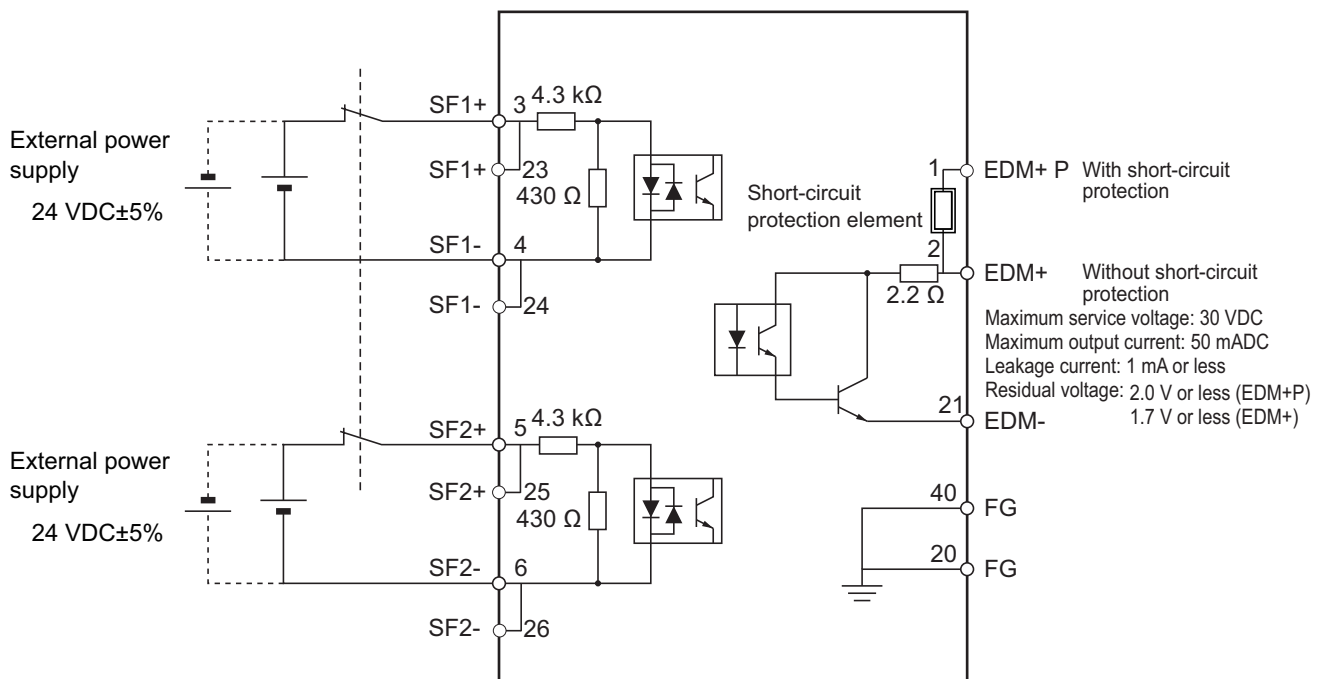 External power
supply
24 VDC±5%
SF1+
3
4.3 kΩ
SF1+
23
430 Ω
SF1-
4
SF1-
24
Short-circuit
protection element
1
EDM+ P
With short-circuit
protection
2
EDM+
2.2 Ω
Without short-circuit
protection
Maximum service voltage: 30 VDC
Maximum output current: 50 mADC
Leakage current: 1 mA or less
Residual voltage: 2.0 V or less (EDM+P)
1.7 V or less (EDM+)
21
EDM-
External power
supply
24 VDC±5%
SF2+
5
4.3 kΩ
SF2+
25
430 Ω
SF2-
6
SF2-
26
40
FG
20
FG